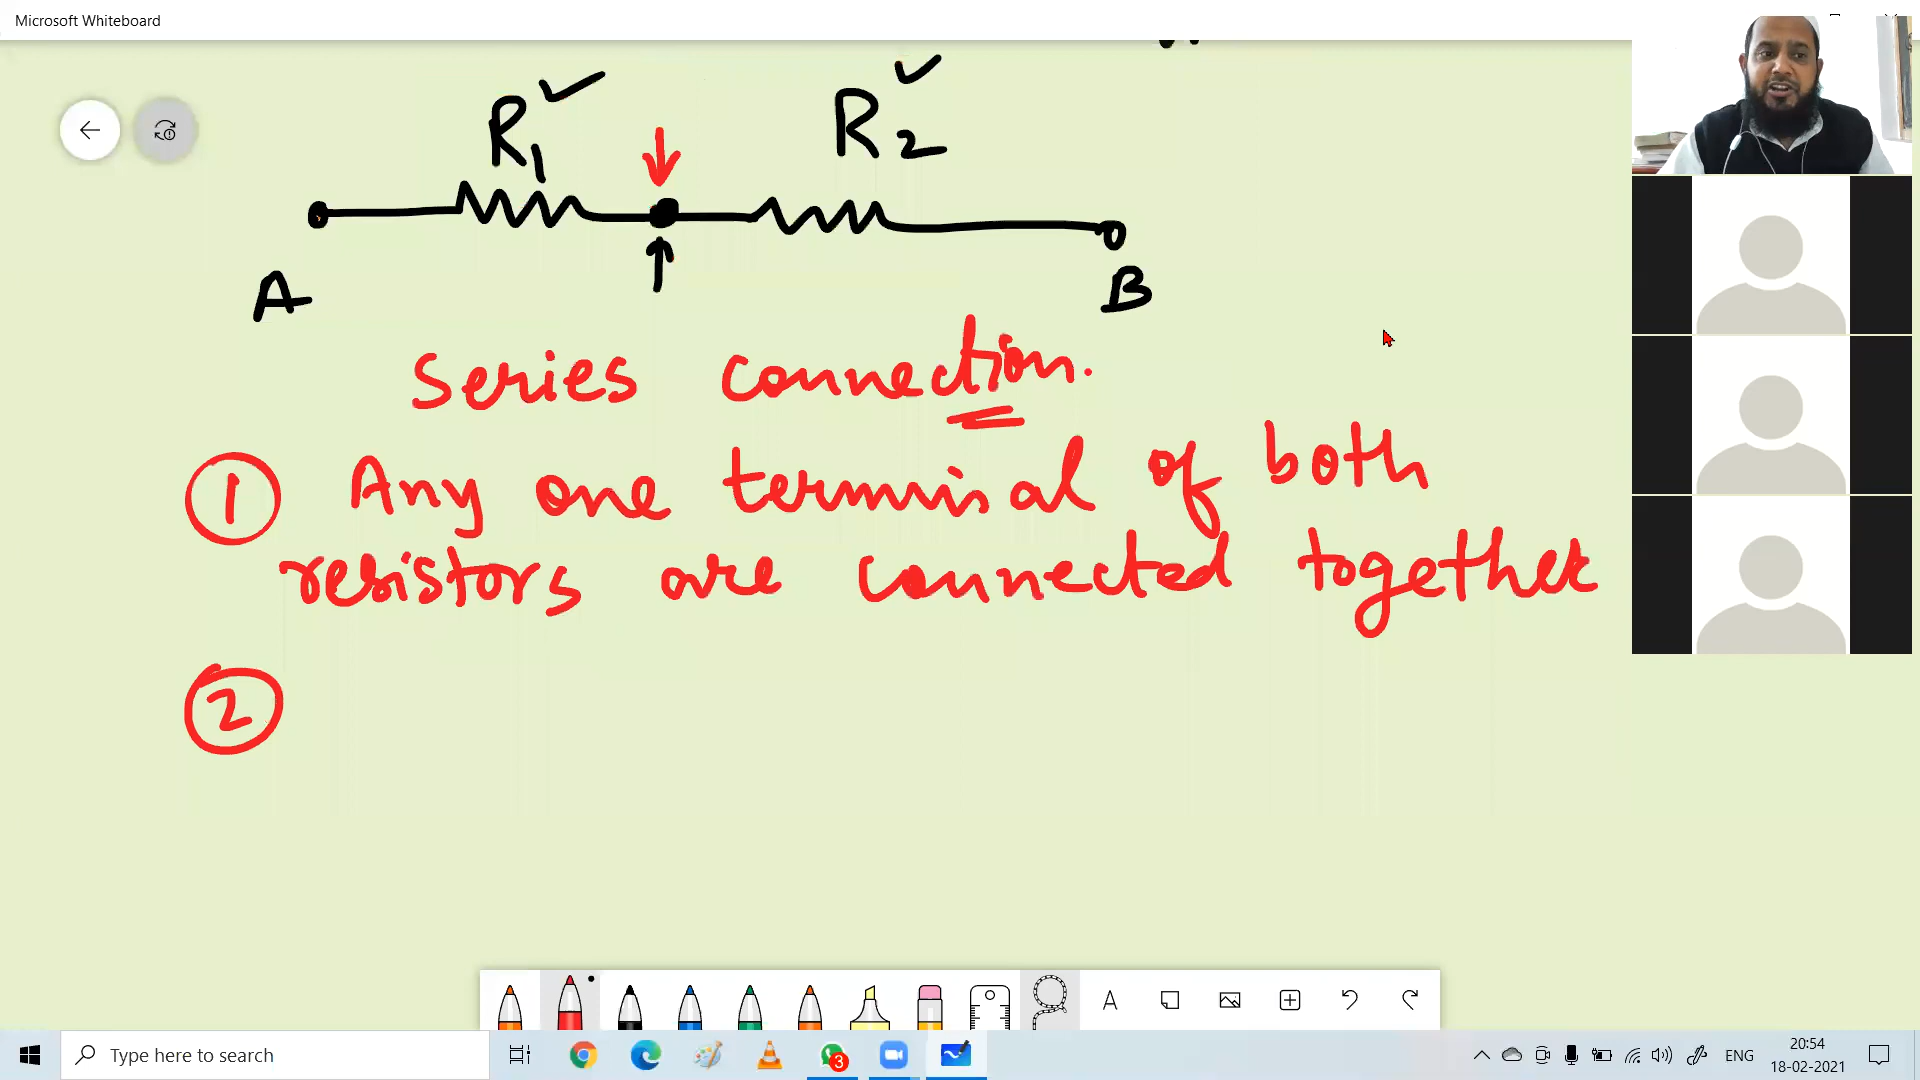 Microsoft Whiteboard
R1 R2
A B
Series connection.
1 Any one terminal of both
resistors are connected together
2
A
Type here to search
3
ENG
20:54
18-02-2021